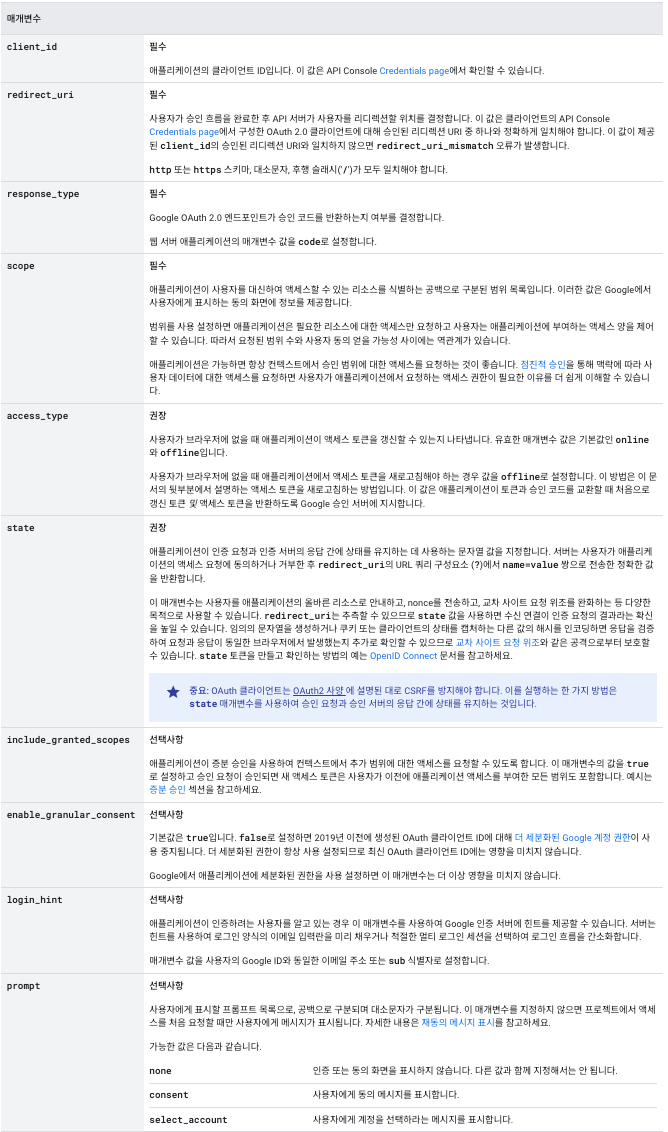 매개변수
client_id
필수
애플리케이션의 클라이언트 ID입니다. 이 값은 API Console Credentials page에서 확인할 수 있습니다.
redirect_uri
필수
사용자가 승인 흐름을 완료한 후 API 서버가 사용자를 리디렉션할 위치를 결정합니다. 이 값은 클라이언트의 API Console
Credentials page에서 구성한 OAuth 2.0 클라이언트에 대해 승인된 리디렉션 URI 중 하나와 정확하게 일치해야 합니다. 이 값이 제공
된 client_id의 승인된 리디렉션 URI와 일치하지 않으면 redirect_uri_mismatch 오류가 발생합니다.
http 또는 https 스키마, 대소문자, 후행 슬래시('/')가 모두 일치해야 합니다.
response_type
필수
Google OAuth 2.0 엔드포인트가 승인 코드를 반환하는지 여부를 결정합니다.
웹 서버 애플리케이션의 매개변수 값을 code로 설정합니다.
scope
필수
애플리케이션이 사용자를 대신하여 액세스할 수 있는 리소스를 식별하는 공백으로 구분된 범위 목록입니다. 이러한 값은 Google에서
사용자에게 표시하는 동의 화면에 정보를 제공합니다.
범위를 사용 설정하면 애플리케이션은 필요한 리소스에 대한 액세스만 요청하고 사용자는 애플리케이션에 부여하는 액세스 양을 제어
할 수 있습니다. 따라서 요청된 범위 수와 사용자 동의 얻을 가능성 사이에는 역관계가 있습니다.
애플리케이션은 가능하면 항상 컨텍스트에서 승인 범위에 대한 액세스를 요청하는 것이 좋습니다. 점진적 승인을 통해 맥락에 따라 사
용자 데이터에 대한 액세스를 요청하면 사용자가 애플리케이션에서 요청하는 액세스 권한이 필요한 이유를 더 쉽게 이해할 수 있습니
다.
access_type
권장
사용자가 브라우저에 없을 때 애플리케이션이 액세스 토큰을 갱신할 수 있는지 나타냅니다. 유효한 매개변수 값은 기본값인 online
와 offline입니다.
사용자가 브라우저에 없을 때 애플리케이션에서 액세스 토큰을 새로고침해야 하는 경우 값을 offline로 설정합니다. 이 방법은 이 문
서의 뒷부분에서 설명하는 액세스 토큰을 새로고침하는 방법입니다. 이 값은 애플리케이션이 토큰과 승인 코드를 교환할 때 처음으로
갱신 토큰 및 액세스 토큰을 반환하도록 Google 승인 서버에 지시합니다.
state
권장
애플리케이션이 인증 요청과 인증 서버의 응답 간에 상태를 유지하는 데 사용하는 문자열 값을 지정합니다. 서버는 사용자가 애플리케
이션의 액세스 요청에 동의하거나 거부한 후 redirect_uri의 URL 쿼리 구성요소 (?)에서 name=value 쌍으로 전송한 정확한 값
을 반환합니다.
이 매개변수는 사용자를 애플리케이션의 올바른 리소스로 안내하고, nonce를 전송하고, 교차 사이트 요청 위조를 완화하는 등 다양한
목적으로 사용할 수 있습니다. redirect_uri는 추측할 수 있으므로 state 값을 사용하면 수신 연결이 인증 요청의 결과라는 확신
을 높일 수 있습니다. 임의의 문자열을 생성하거나 쿠키 또는 클라이언트의 상태를 캡처하는 다른 값의 해시를 인코딩하면 응답을 검증
하여 요청과 응답이 동일한 브라우저에서 발생했는지 추가로 확인할 수 있으므로 교차 사이트 요청 위조와 같은 공격으로부터 보호할
수 있습니다. state 토큰을 만들고 확인하는 방법의 예는 OpenID Connect 문서를 참고하세요.
중요: OAuth 클라이언트는 OAuth2 사양에 설명된 대로 CSRF를 방지해야 합니다. 이를 실행하는 한 가지 방법은
state 매개변수를 사용하여 승인 요청과 승인 서버의 응답 간에 상태를 유지하는 것입니다.
include_granted_scopes
선택사항
애플리케이션이 증분 승인을 사용하여 컨텍스트에서 추가 범위에 대한 액세스를 요청할 수 있도록 합니다. 이 매개변수의 값을 true
로 설정하고 승인 요청이 승인되면 새 액세스 토큰은 사용자가 이전에 애플리케이션 액세스를 부여한 모든 범위도 포함합니다. 예시는
증분 승인 섹션을 참고하세요.
enable_granular_consent
선택사항
기본값은 true입니다. false로 설정하면 2019년 이전에 생성된 OAuth 클라이언트 ID에 대해 더 세분화된 Google 계정 권한이 사
용 중지됩니다. 더 세분화된 권한이 항상 사용 설정되므로 최신 OAuth 클라이언트 ID에는 영향을 미치지 않습니다.
Google에서 애플리케이션에 세분화된 권한을 사용 설정하면 이 매개변수는 더 이상 영향을 미치지 않습니다.
login_hint
선택사항
애플리케이션이 인증하려는 사용자를 알고 있는 경우 이 매개변수를 사용하여 Google 인증 서버에 힌트를 제공할 수 있습니다. 서버는
힌트를 사용하여 로그인 양식의 이메일 입력란을 미리 채우거나 적절한 멀티 로그인 세션을 선택하여 로그인 흐름을 간소화합니다.
매개변수 값을 사용자의 Google ID와 동일한 이메일 주소 또는 sub 식별자로 설정합니다.
prompt
선택사항
사용자에게 표시할 프롬프트 목록으로, 공백으로 구분되며 대소문자가 구분됩니다. 이 매개변수를 지정하지 않으면 프로젝트에서 액세
스를 처음 요청할 때만 사용자에게 메시지가 표시됩니다. 자세한 내용은 재동의 메시지 표시를 참고하세요.
가능한 값은 다음과 같습니다.
none 인증 또는 동의 화면을 표시하지 않습니다. 다른 값과 함께 지정해서는 안 됩니다.
consent 사용자에게 동의 메시지를 표시합니다.
select_account 사용자에게 계정을 선택하라는 메시지를 표시합니다.